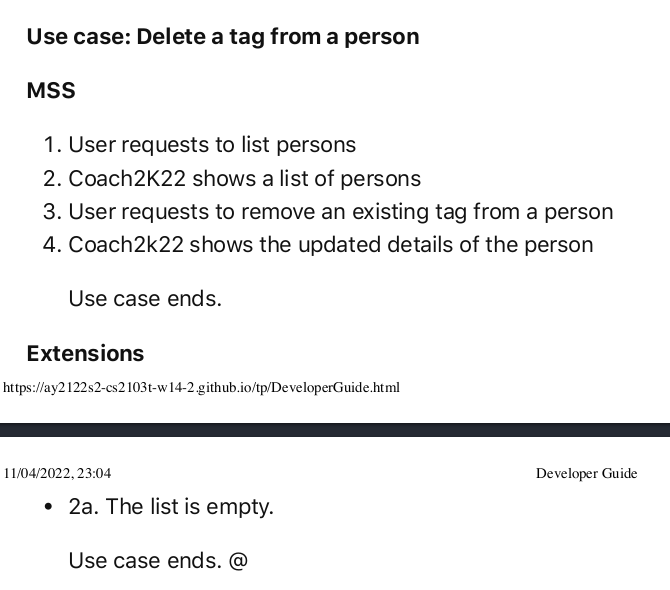 Use case: Delete a tag from a person
MSS
1. User requests to list persons
2. Coach2K22 shows a list of persons
3. User requests to remove an existing tag from a person
4. Coach2k22 shows the updated details of the person
Use case ends.
Extensions
https://ay2122s2-cs2103t-w14-2.github.io/tp/DeveloperGuide.html
11/04/2022, 23:04 Developer Guide
• 2a. The list is empty.
Use case ends. @